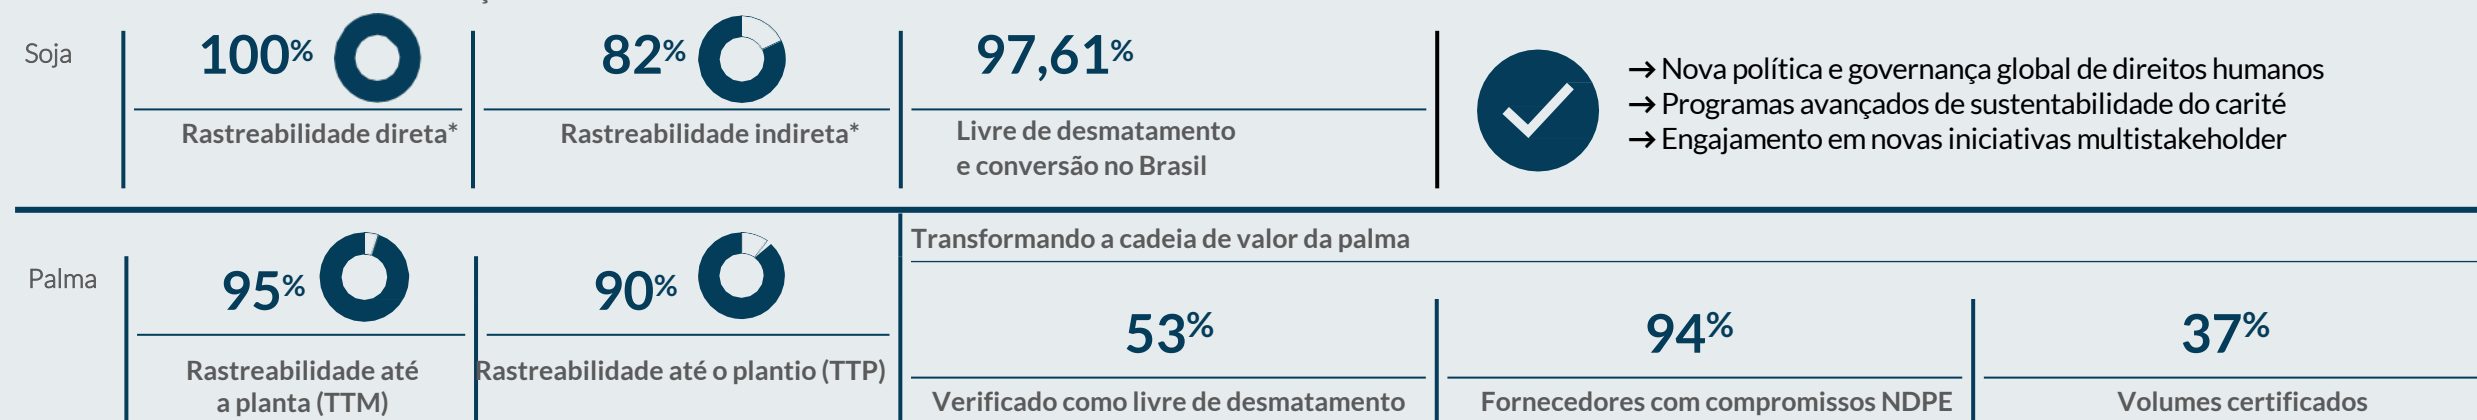 Soja
100%
Rastreabilidade direta*
82%
Rastreabilidade indireta*
97,61%
Livre de desmatamento
e conversão no Brasil
→ Nova política e governança global de direitos humanos
→ Programas avançados de sustentabilidade do carité
→ Engajamento em novas iniciativas multistakeholder
Palma
95%
Rastreabilidade até
a planta (TTM)
90%
Rastreabilidade até o plantio (TTP)
Transformando a cadeia de valor da palma
53%
Verificado como livre de desmatamento
94%
Fornecedores com compromissos NDPE
37%
Volumes certificados